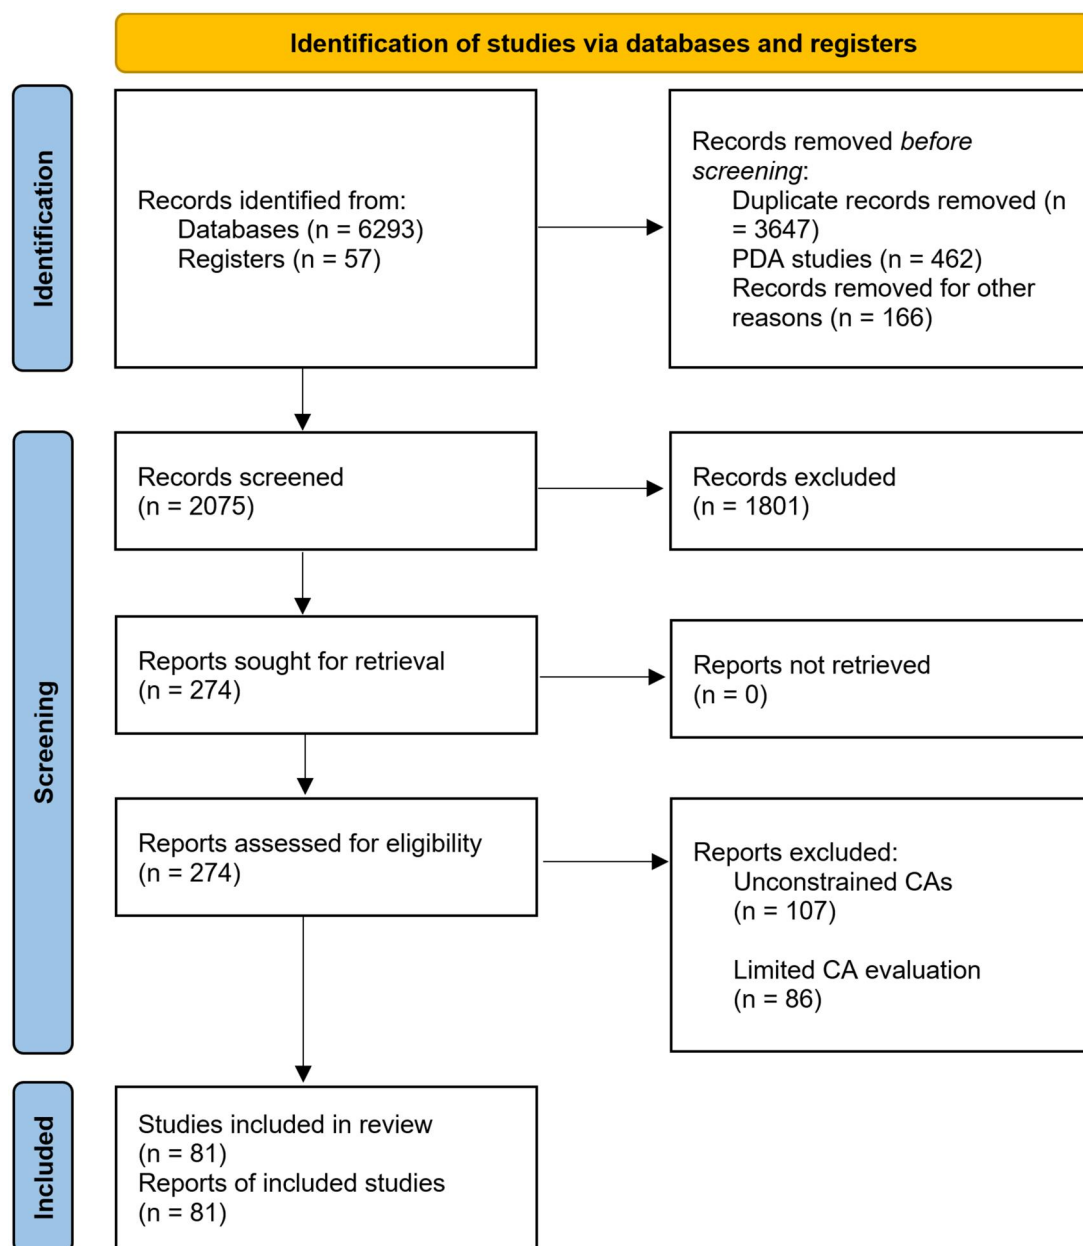 Identification of studies via databases and registers
Identification
Records identified from:
Databases (n = 6293)
Registers (n = 57)
Records removed before
screening:
Duplicate records removed (n
= 3647)
PDA studies (n = 462)
Records removed for other
reasons (n = 166)
Screening
Records screened
(n = 2075)
Records excluded
(n = 1801)
Reports sought for retrieval
(n = 274)
Reports not retrieved
(n = 0)
Reports assessed for eligibility
(n = 274)
Reports excluded:
Unconstrained CAs
(n = 107)
Limited CA evaluation
(n = 86)
Included
Studies included in review
(n = 81)
Reports of included studies
(n = 81)